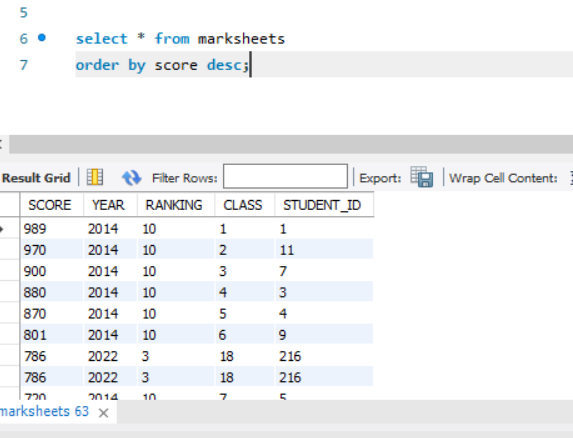 5
6 select * from marksheets
7 order by score desc;
Result Grid Filter Rows: Export: Wrap Cell Content:
SCORE YEAR RANKING CLASS STUDENT_ID
989 2014 10 1 1
970 2014 10 2 11
900 2014 10 3 7
880 2014 10 4 3
870 2014 10 5 4
801 2014 10 6 9
786 2022 3 18 216
786 2022 3 18 216
720 2014 10 7 5
marksheets 63